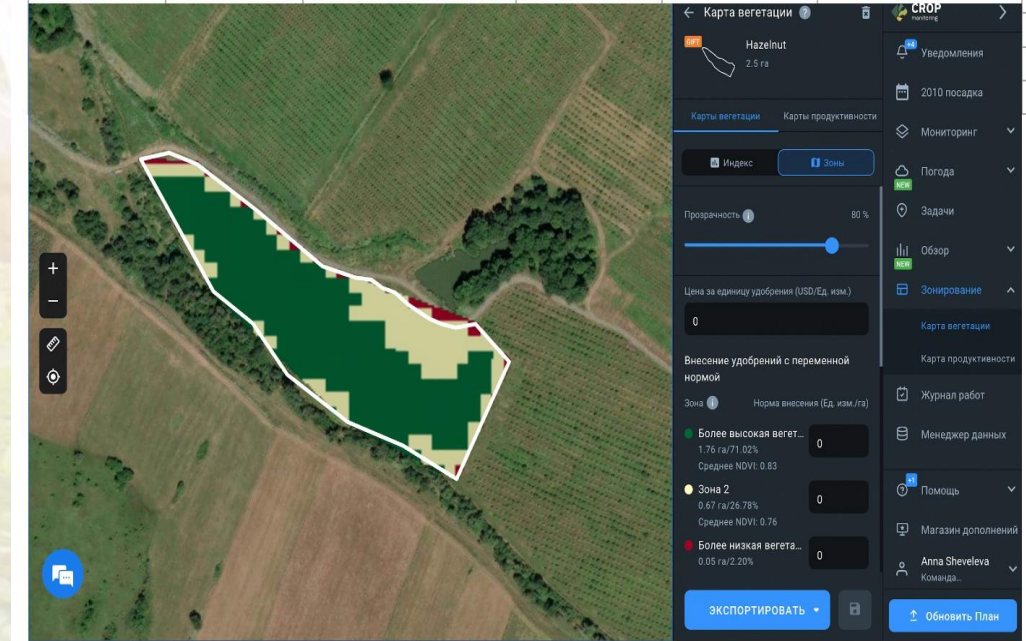 Карта вегетации ?
GIFT
Hazelnut
2.5 га
Карты вегетации Карты продуктивности
Индекс Зоны
Прозрачность i 80 %
Цена за единицу удобрения (USD/Ед. изм.)
0
Внесение удобрений с переменной
нормой
Зона i Норма внесения (Ед. изм./га)
Более высокая вегет... 0
1.76 га/71.02%
Среднее NDVI: 0.83
Зона 2 0
0.67 га/26.78%
Среднее NDVI: 0.76
Более низкая вегета... 0
0.05 га/2.20%
ЭКСПОРТИРОВАТЬ
CROP
monitoring
+4
Уведомления
2010 посадка
Мониторинг
Погода
NEW
Задачи
Обзор
NEW
Зонирование
Карта вегетации
Карта продуктивности
Журнал работ
Менеджер данных
+1
Помощь
Магазин дополнений
Anna Sheveleva
Команда...
Обновить План